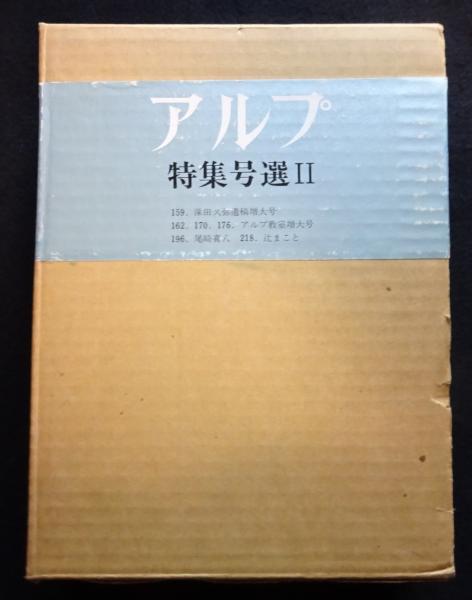 アルプ
特集号選II
159. 深田久弥遺稿増大号
162. 170. 176. アルプ教室増大号
196. 尾崎喜八 218. 辻まこと